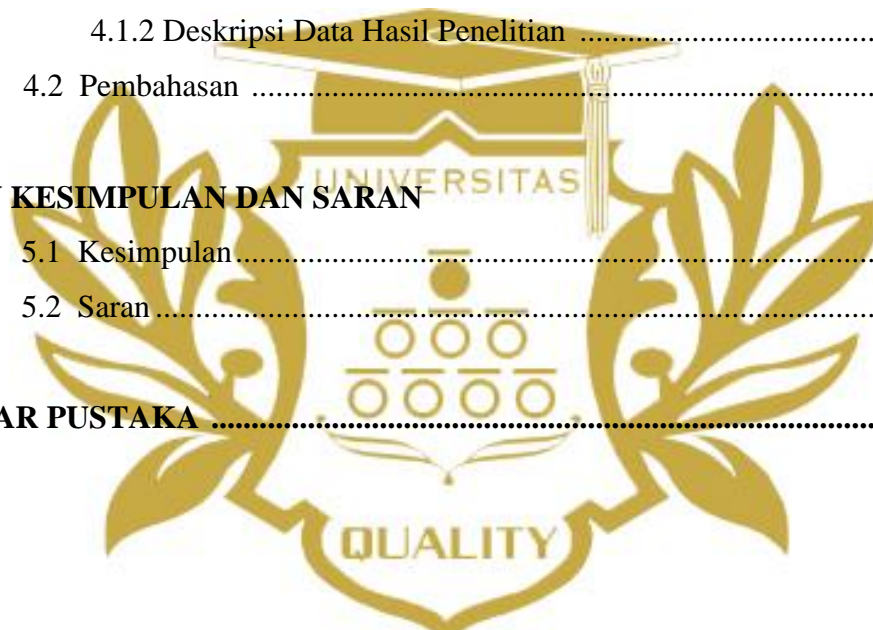 4.1.2 Deskripsi Data Hasil Penelitian ....................................
4.2 Pembahasan ...............................................................................
UNIVERSITAS
KESIMPULAN DAN SARAN
5.1 Kesimpulan.................................................................................
5.2 Saran ...........................................................................................
AR PUSTAKA ....................................................................................
QUALITY